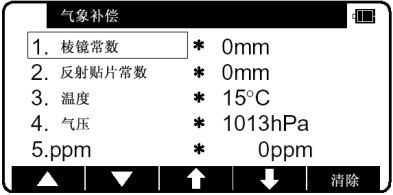 气象补偿
1. 棱镜常数 * 0mm
2. 反射贴片常数 * 0mm
3. 温度 * 15°C
4. 气压 * 1013hPa
5.ppm * 0ppm
清除